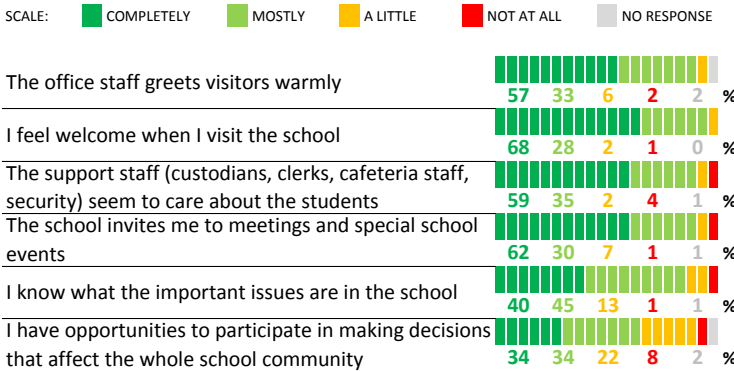 SCALE: COMPLETELY MOSTLY A LITTLE NOT AT ALL NO RESPONSE
The office staff greets visitors warmly
57 33 6 2 2 %
I feel welcome when I visit the school
68 28 2 1 0 %
The support staff (custodians, clerks, cafeteria staff,
security) seem to care about the students
59 35 2 4 1 %
The school invites me to meetings and special school
events
62 30 7 1 1 %
I know what the important issues are in the school
40 45 13 1 1 %
I have opportunities to participate in making decisions
that affect the whole school community
34 34 22 8 2 %